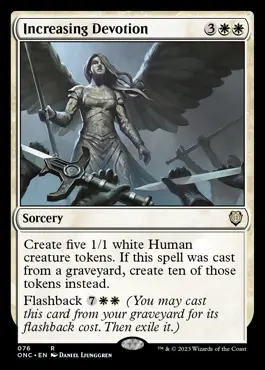 Increasing Devotion 3
Sorcery
Create five 1/1 white Human
creature tokens. If this spell was cast
from a graveyard, create ten of those
tokens instead.
Flashback 7 (You may cast
this card from your graveyard for its
flashback cost. Then exile it.)
076 R
ONC • EN DANIEL LJUNGGREN ™ & © 2023 Wizards of the Coast